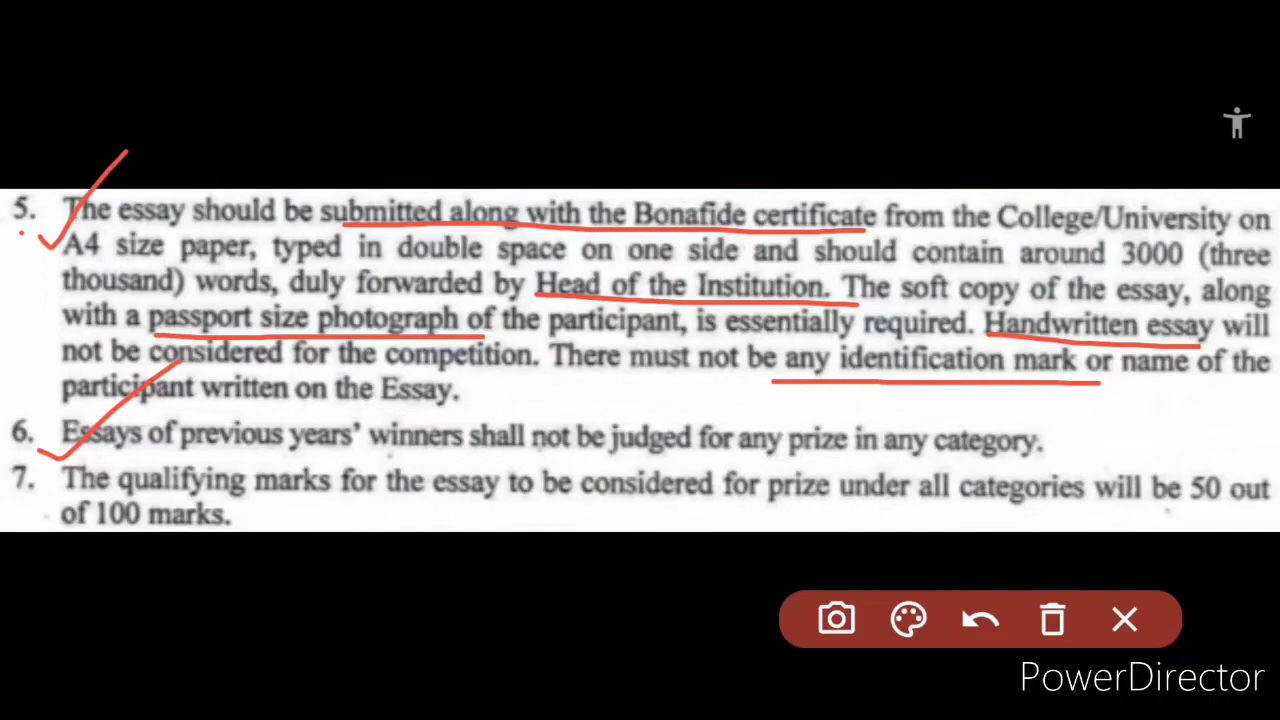 5. The essay should be submitted along with the Bonafide certificate from the College/University on
A4 size paper, typed in double space on one side and should contain around 3000 (three
thousand) words, duly forwarded by Head of the Institution. The soft copy of the essay, along
with a passport size photograph of the participant, is essentially required. Handwritten essay will
not be considered for the competition. There must not be any identification mark or name of the
participant written on the Essay.
6. Essays of previous years' winners shall not be judged for any prize in any category.
7. The qualifying marks for the essay to be considered for prize under all categories will be 50 out
of 100 marks.
PowerDirector